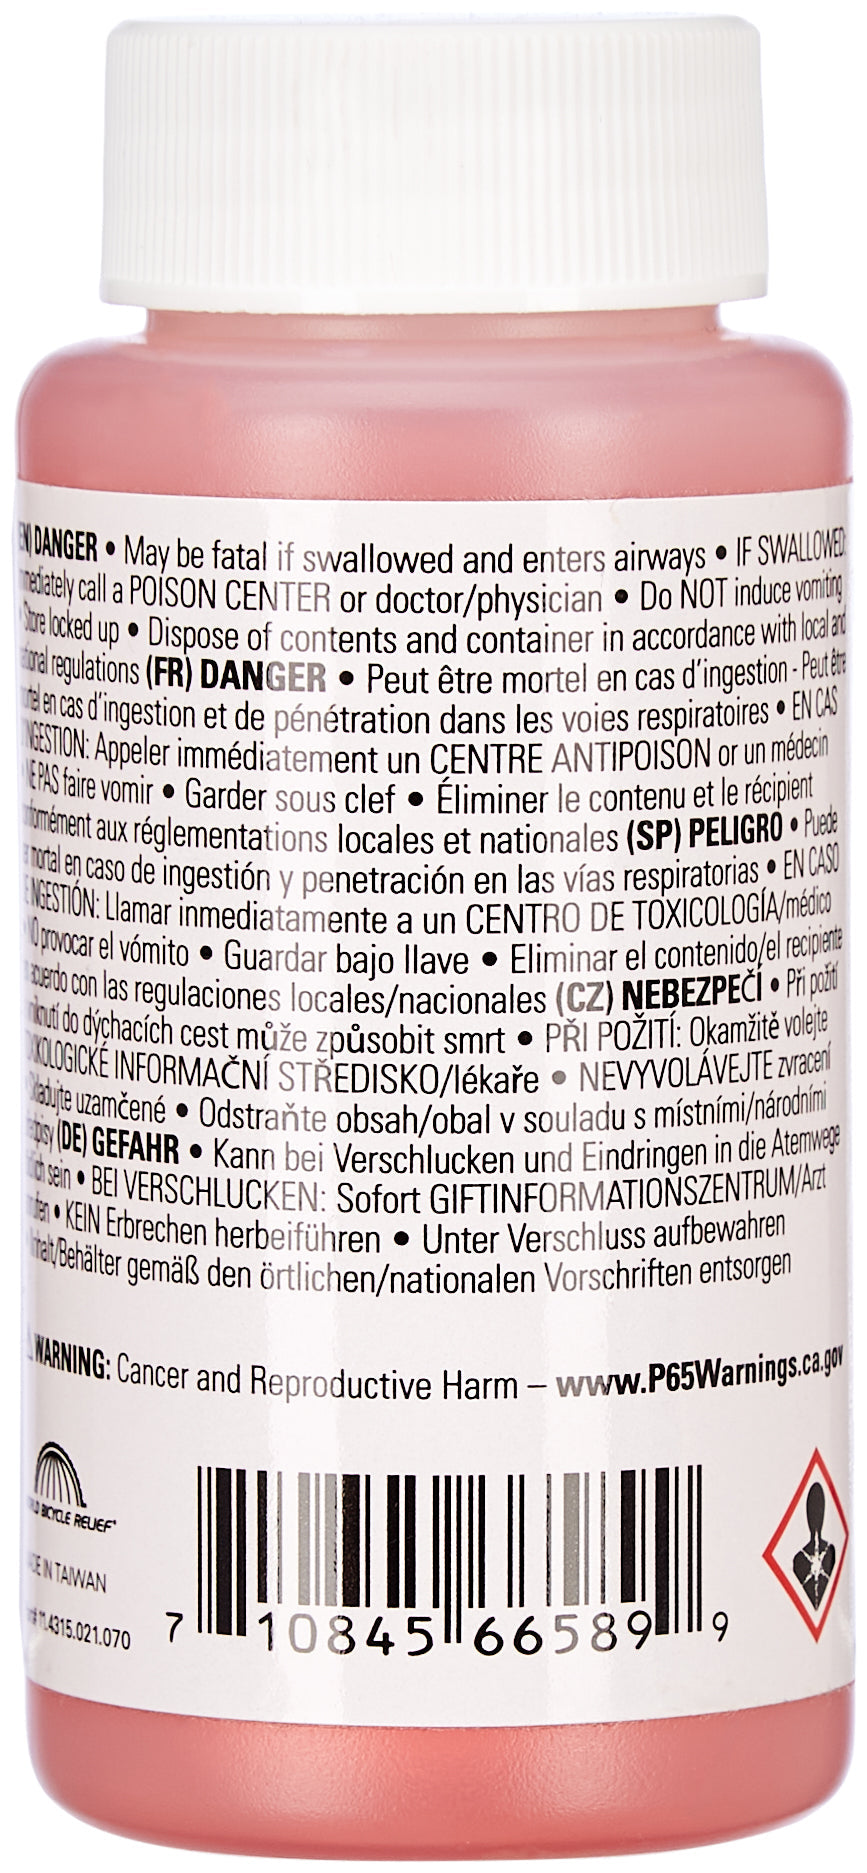 (EN) DANGER • May be fatal if swallowed and enters airways • IF SWALLOWED:
immediately call a POISON CENTER or doctor/physician • Do NOT induce vomiting
• Store locked up • Dispose of contents and container in accordance with local and
national regulations (FR) DANGER • Peut être mortel en cas d'ingestion - Peut être
mortel en cas d'ingestion et de pénétration dans les voies respiratoires • EN CAS
D'INGESTION: Appeler immédiatement un CENTRE ANTIPOISON or un médecin
• NE PAS faire vomir • Garder sous clef • Éliminer le contenu et le récipient
conformément aux réglementations locales et nationales (SP) PELIGRO • Puede
ser mortal en caso de ingestión y penetración en las vías respiratorias • EN CASO
DE INGESTIÓN: Llamar inmediatamente a un CENTRO DE TOXICOLOGÍA/médico
• NO provocar el vómito • Guardar bajo llave • Eliminar el contenido/el recipiente
de acuerdo con las regulaciones locales/nacionales (CZ) NEBEZPEČÍ • Při požití
a vniknutí do dýchacích cest může způsobit smrt • PŘI POŽITÍ: Okamžitě volejte
TOXIKOLOGICKÉ INFORMAČNÍ STŘEDISKO/lékaře • NEVYVOLÁVEJTE zvracení
• Skladujte uzamčené • Odstraňte obsah/obal v souladu s místními/národními
předpisy (DE) GEFAHR • Kann bei Verschlucken und Eindringen in die Atemwege
tödlich sein • BEI VERSCHLUCKEN: Sofort GIFTINFORMATIONSZENTRUM/Arzt
anrufen • KEIN Erbrechen herbeiführen • Unter Verschluss aufbewahren
• Inhalt/Behälter gemäß den örtlichen/nationalen Vorschriften entsorgen
⚠ WARNING: Cancer and Reproductive Harm – www.P65Warnings.ca.gov
WORLD BICYCLE RELIEF®
MADE IN TAIWAN
11.4315.021.070
7 10845 66589 9